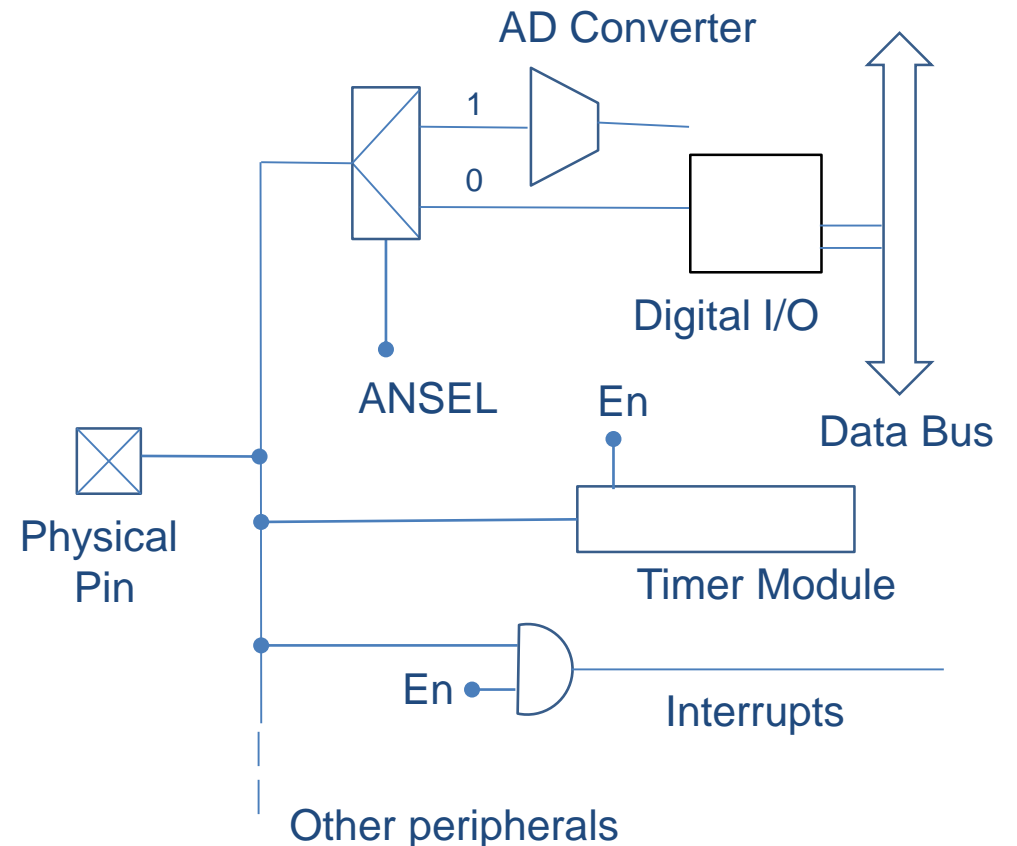 AD Converter
1
0
Digital I/O
ANSEL
En
Data Bus
Physical
Pin
Timer Module
En
Interrupts
Other peripherals